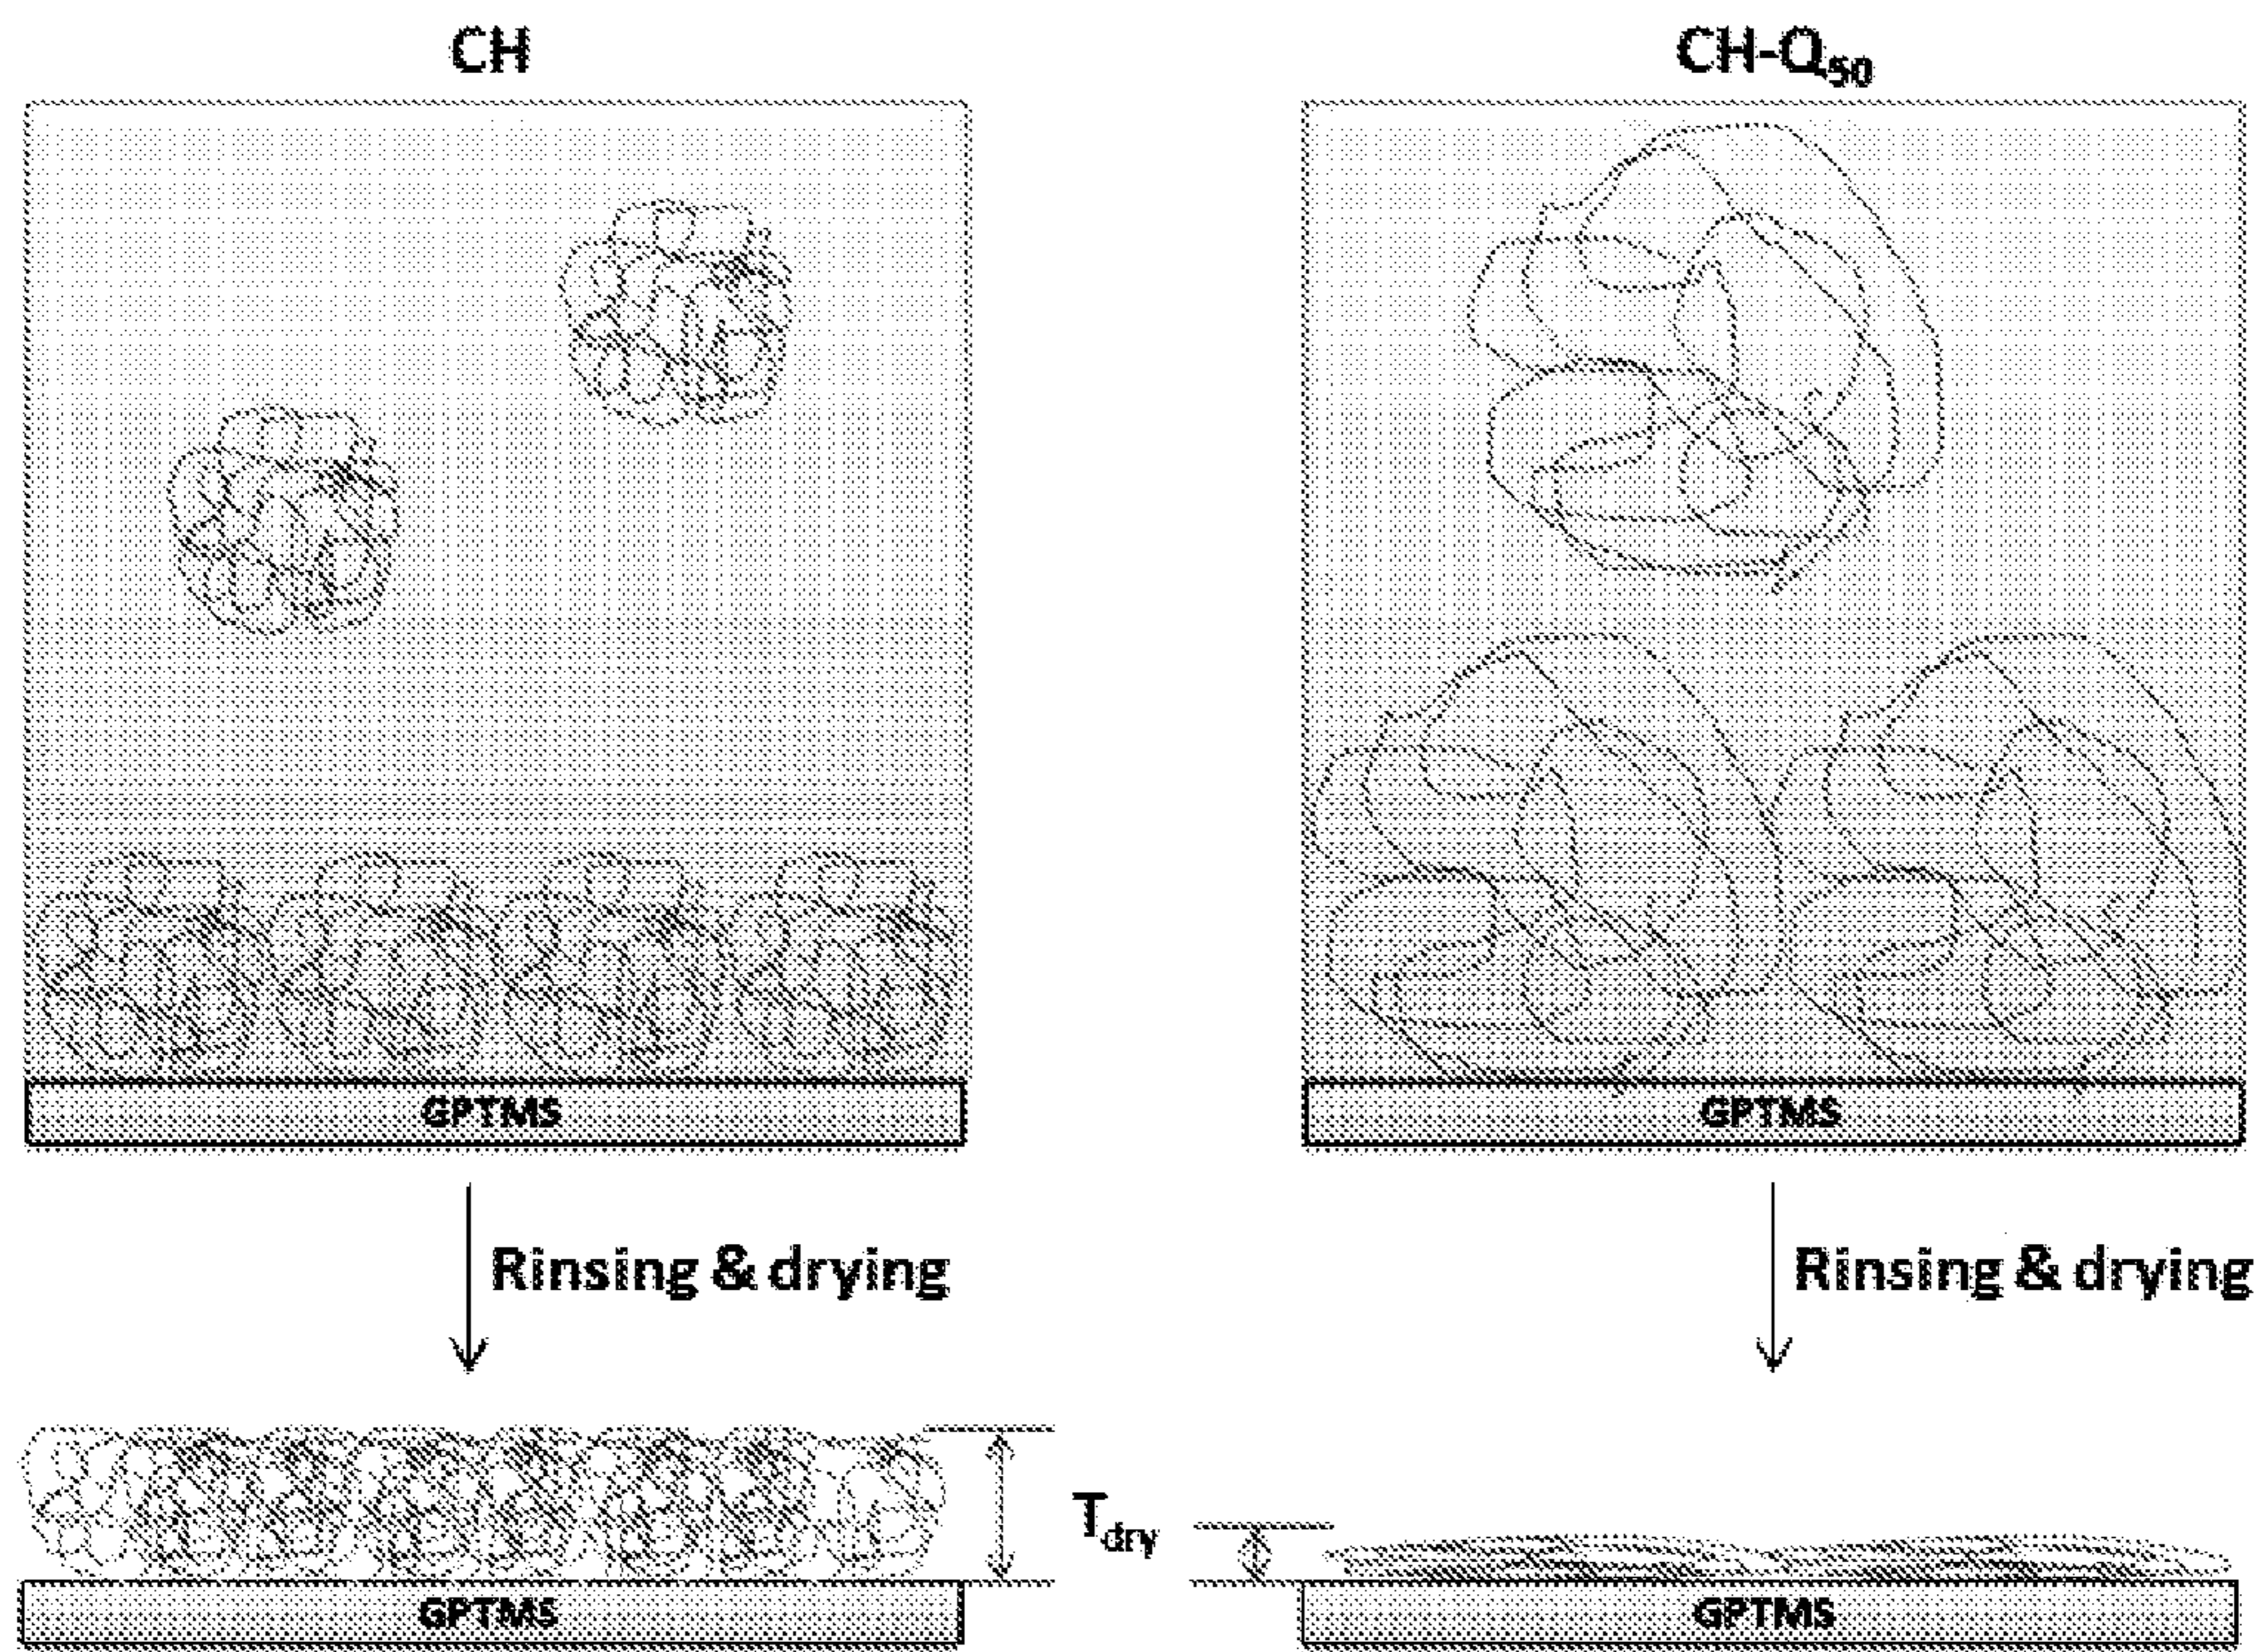 CH
CH-Q50
GPTMS
GPTMS
Rinsing & drying
Rinsing & drying
Tdry
GPTMS
GPTMS